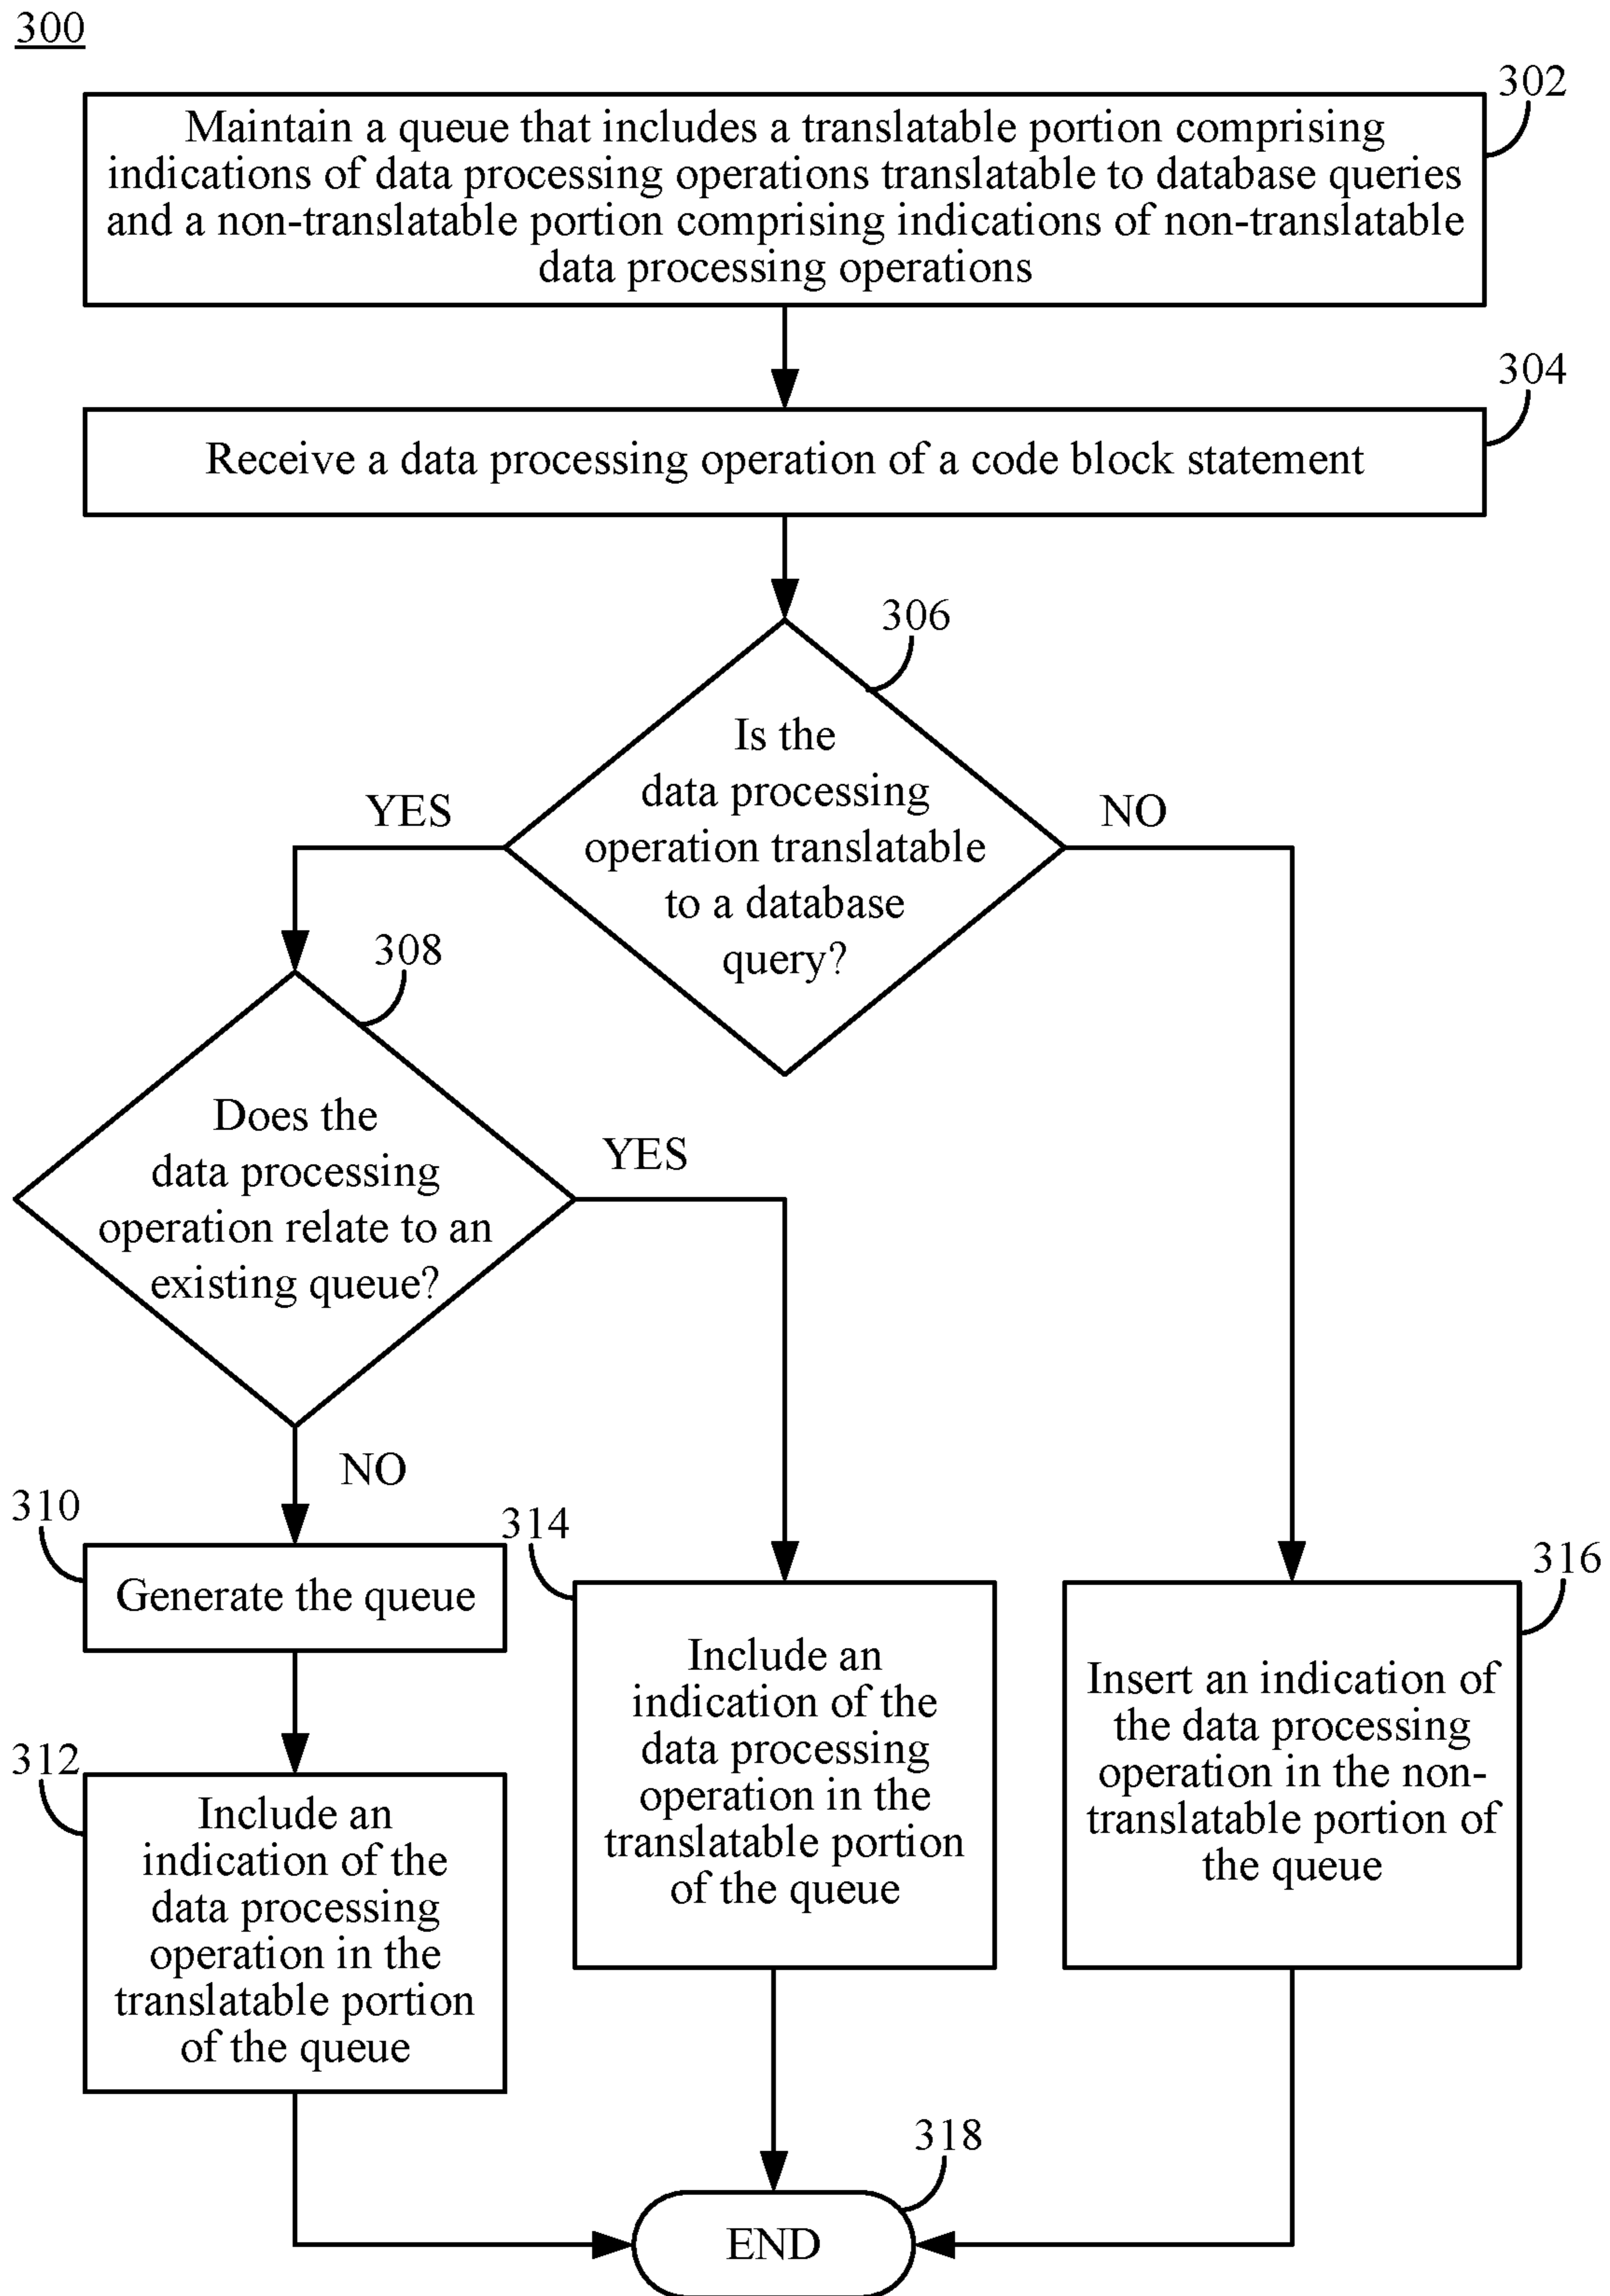 300
302
Maintain a queue that includes a translatable portion comprising
indications of data processing operations translatable to database queries
and a non-translatable portion comprising indications of non-translatable
data processing operations
304
Receive a data processing operation of a code block statement
306
Is the
data processing
operation translatable
to a database
query?
YES
NO
308
Does the
data processing
operation relate to an
existing queue?
YES
NO
310
Generate the queue
312
Include an
indication of the
data processing
operation in the
translatable portion
of the queue
314
Include an
indication of the
data processing
operation in the
translatable portion
of the queue
316
Insert an indication of
the data processing
operation in the non-
translatable portion of
the queue
318
END